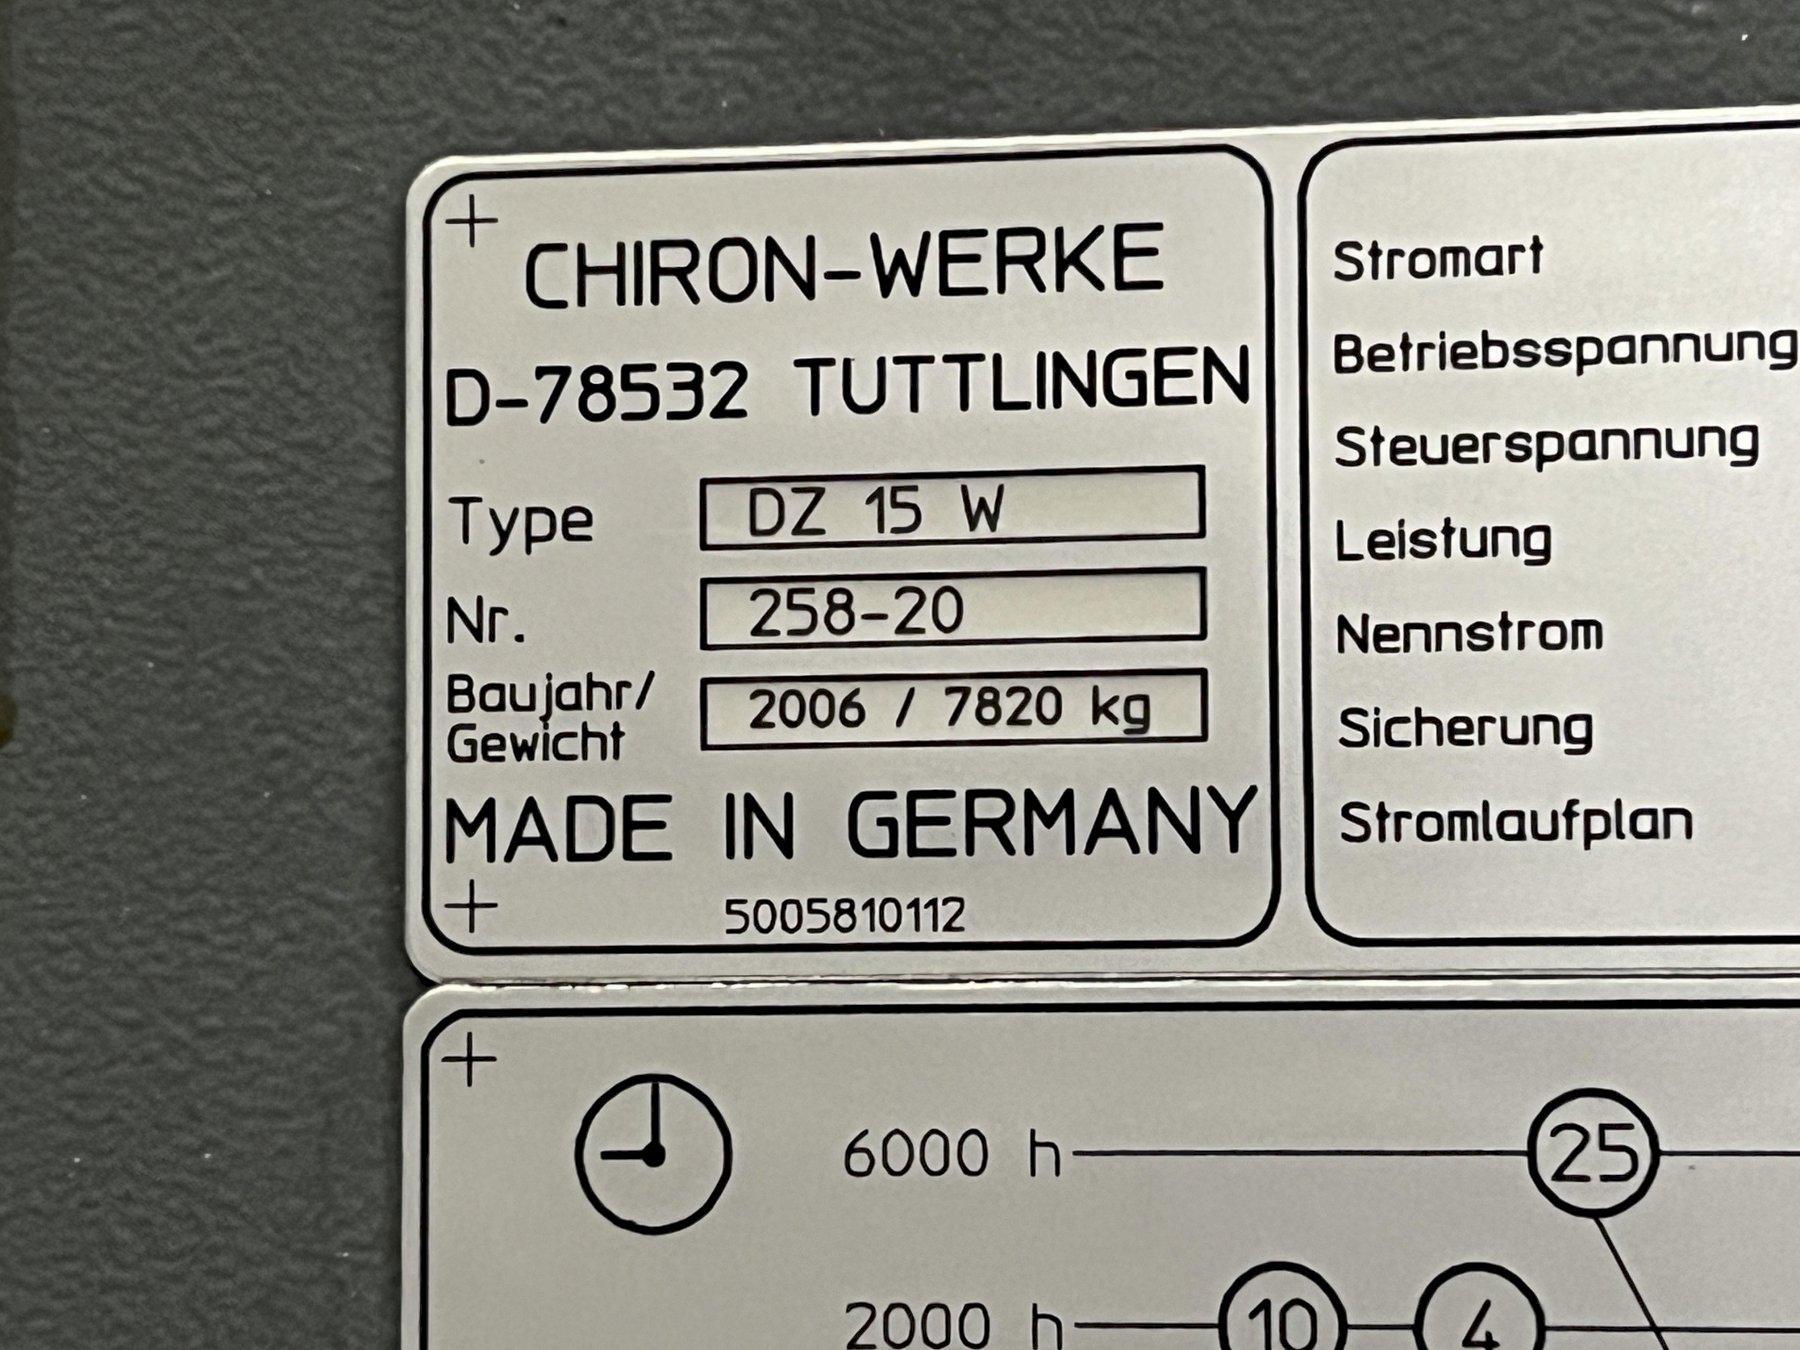 CHIRON-WERKE
D-78532 TUTTLINGEN
Type DZ 15 W
Nr. 258-20
Baujahr/
Gewicht 2006 / 7820 kg
MADE IN GERMANY
5005810112
Stromart
Betriebsspannung
Steuerspannung
Leistung
Nennstrom
Sicherung
Stromlaufplan
6000 h 25
2000 h 10 4